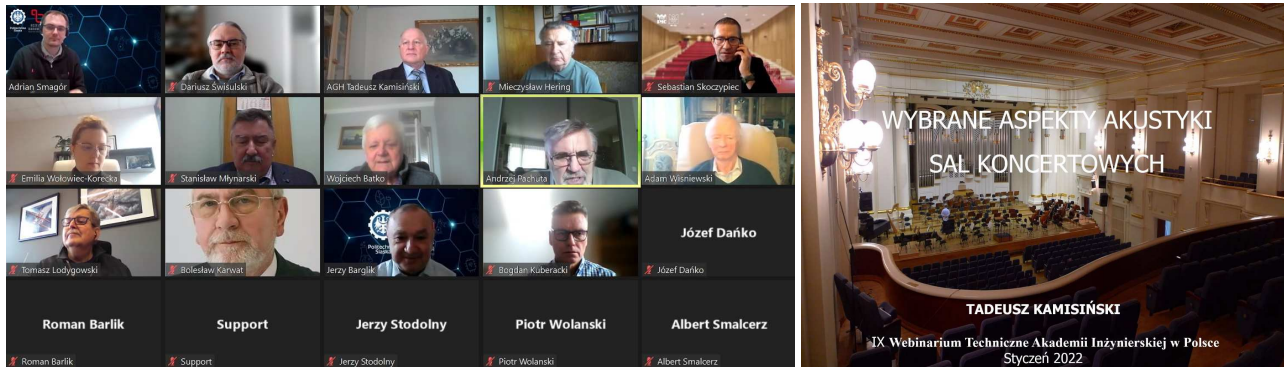 Adrian Smagór
Dariusz Świsulski
AGH Tadeusz Kamisiński
Mieczysław Hering
Sebastian Skoczypiec
Emilia Wołowiec-Korecka
Stanisław Młynarski
Wojciech Batko
Andrzej Pachuta
Adam Wisniewski
Tomasz Lodygowski
Bolesław Karwat
Jerzy Barglik
Bogdan Kuberacki
Józef Dańko
Józef Dańko
Roman Barlik
Support
Jerzy Stodolny
Piotr Wolanski
Albert Smalcerz
Roman Barlik
Support
Jerzy Stodolny
Piotr Wolanski
Albert Smalcerz
WYBRANE ASPEKTY AKUSTYKI
SAL KONCERTOWYCH
TADEUSZ KAMISIŃSKI
IX Webinarium Techniczne Akademii Inżynierskiej w Polsce
Styczeń 2022